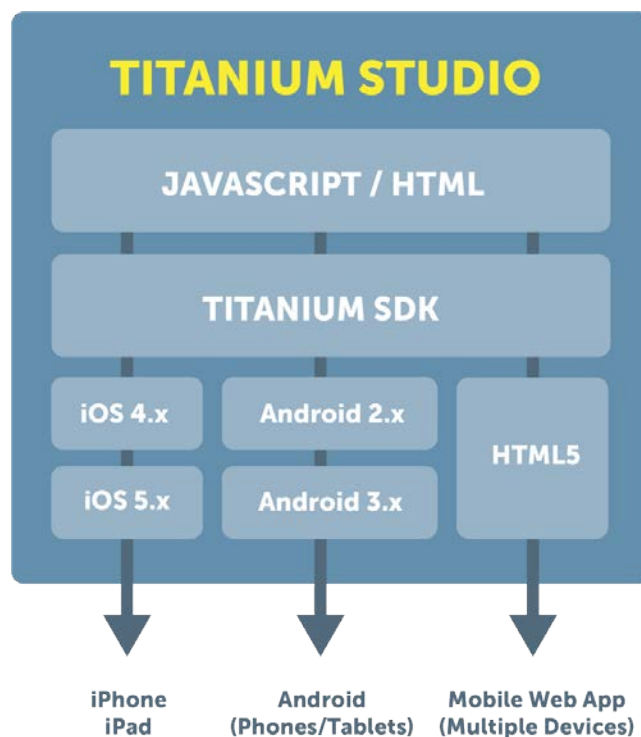 TITANIUM STUDIO
JAVASCRIPT / HTML
TITANIUM SDK
iOS 4.x
Android 2.x
HTML5
iOS 5.x
Android 3.x
iPhone
iPad
Android
(Phones/Tablets)
Mobile Web App
(Multiple Devices)